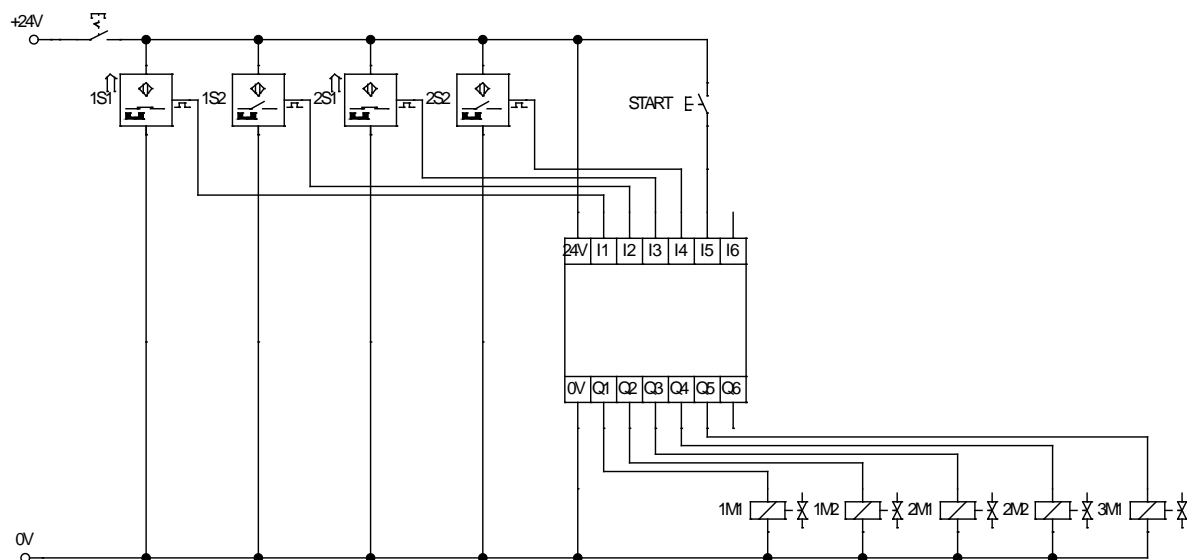 +24V
1S1 1S2 2S1 2S2 START
24V I1 I2 I3 I4 I5 I6
0V Q1 Q2 Q3 Q4 Q5 Q6
1M1 1M2 2M1 2M2 3M1
0V